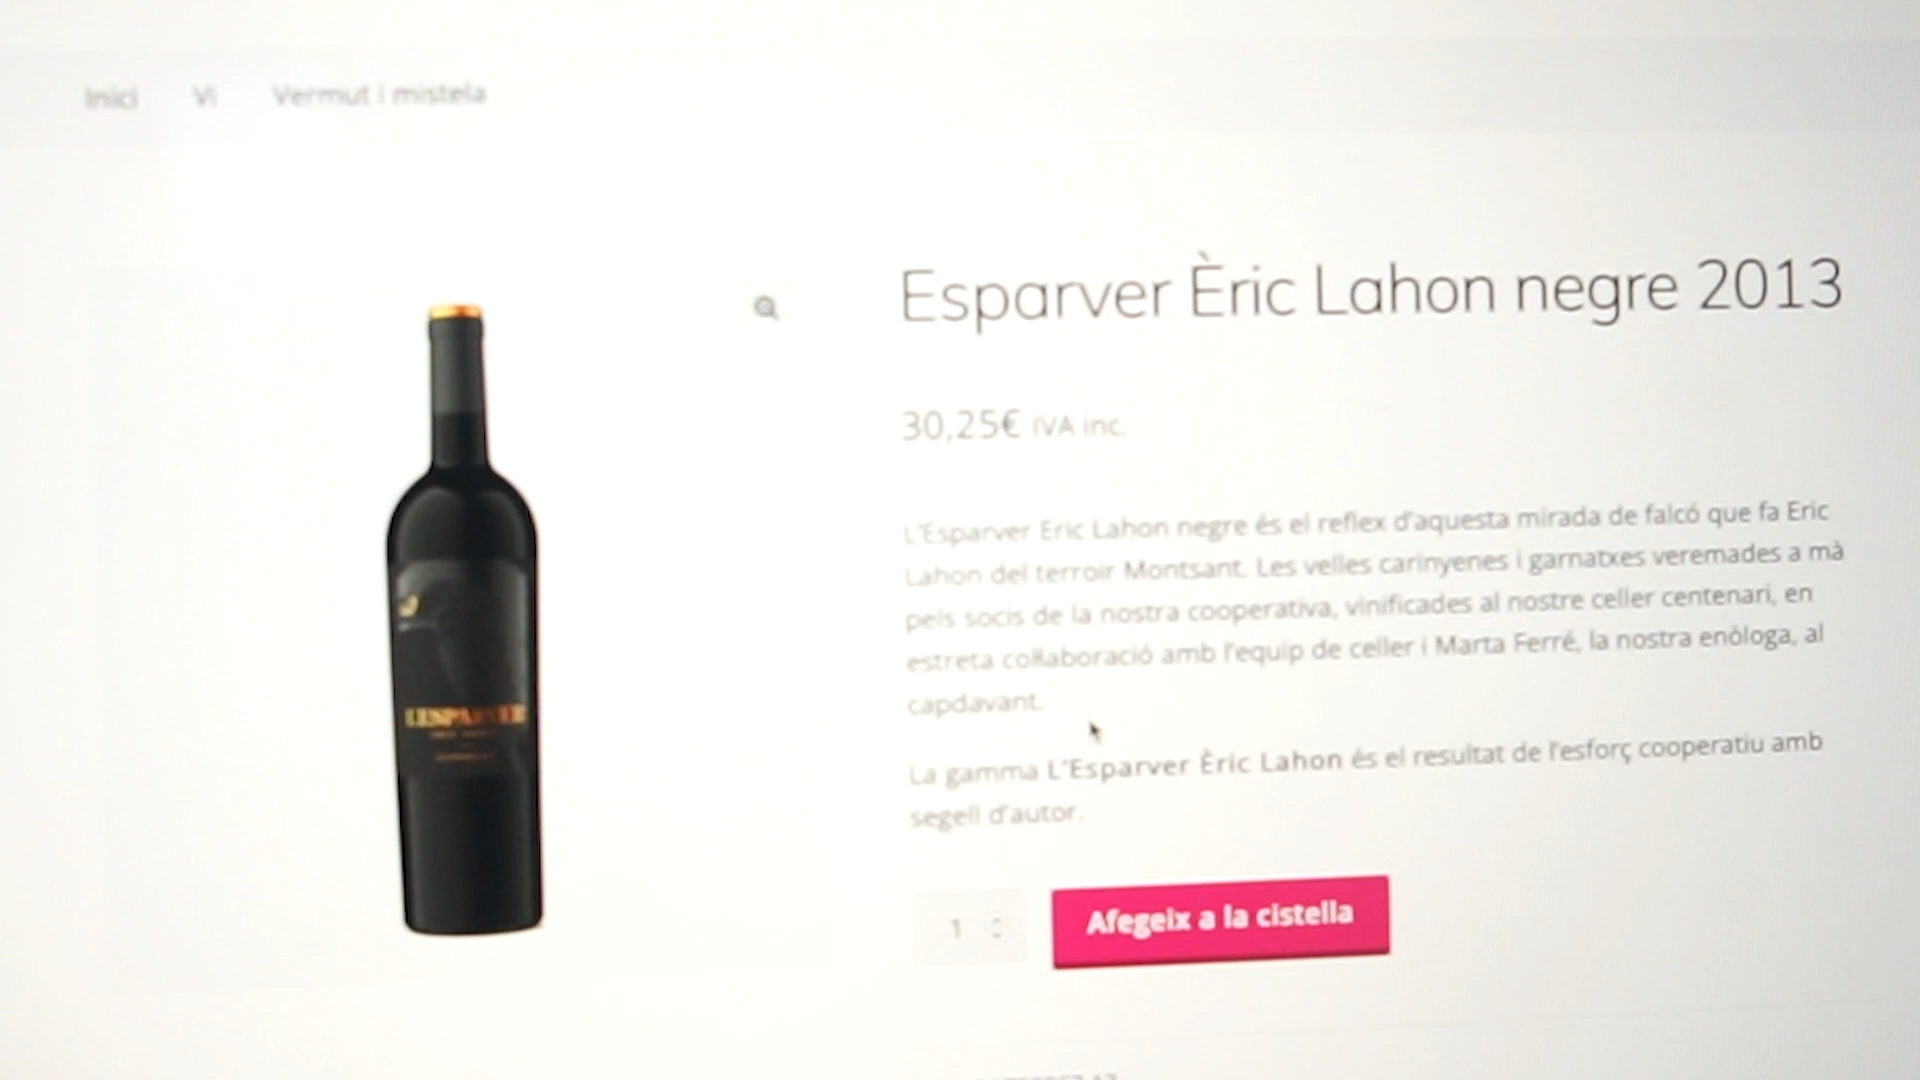 Inici Vi Vermut i mistela
Esparver Èric Lahon negre 2013
30,25€ IVA inc.
L'Esparver Eric Lahon negre és el reflex d'aquesta mirada de falcó que fa Eric
Lahon del terroir Montsant. Les velles carinyenes i garnatxes veremades a mà
pels socis de la nostra cooperativa, vinificades al nostre celler centenari, en
estreta col·laboració amb l'equip de celler i Marta Ferré, la nostra enòloga, al
capdavant.
La gamma L'Esparver Èric Lahon és el resultat de l'esforç cooperatiu amb
segell d'autor.
1
Afegeix a la cistella
L'ESPARVER